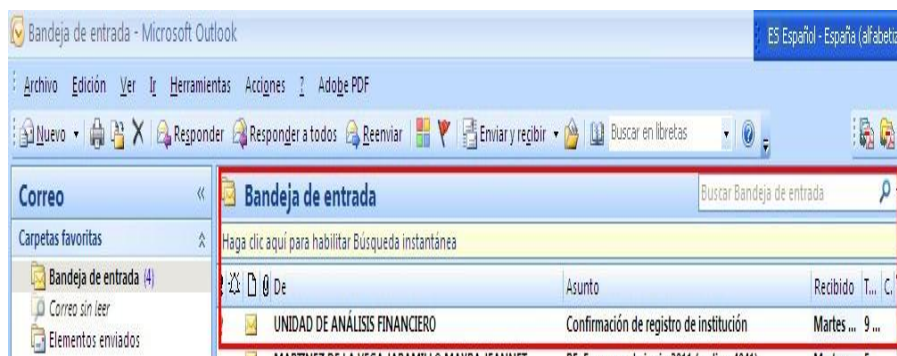 Bandeja de entrada - Microsoft Outlook
ES Español - España (alfabetiz
Archivo Edición Ver Ir Herramientas Acciones ? Adobe PDF
Nuevo Responder Responder a todos Reenviar Enviar y recibir Buscar en libretas
Correo « Bandeja de entrada Buscar Bandeja de entrada
Carpetas favoritas Haga clic aquí para habilitar Búsqueda instantánea
Bandeja de entrada (4) De Asunto Recibido T... C.
Correo sin leer
Elementos enviados UNIDAD DE ANÁLISIS FINANCIERO Confirmación de registro de institución Martes ... 9 ...